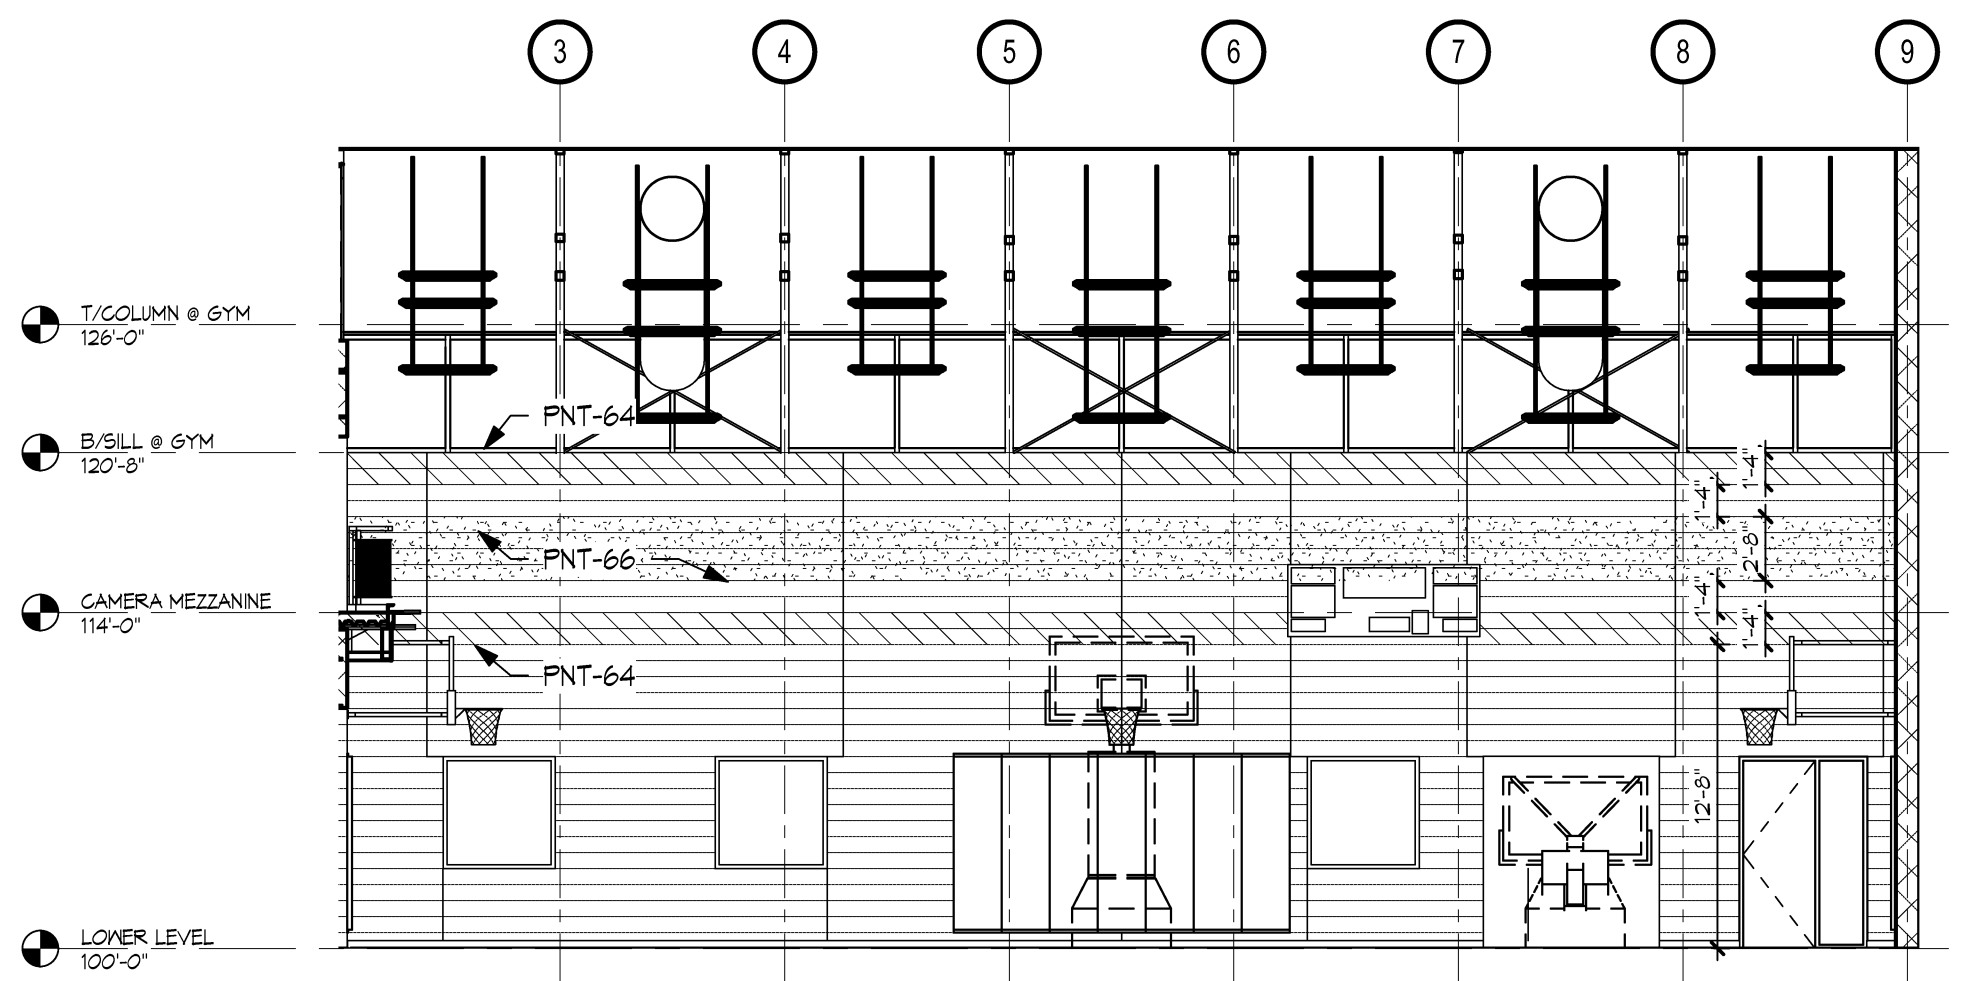 3 4 5 6 7 8 9
T/COLUMN @ GYM
126'-0"
PNT-64
B/SILL @ GYM
120'-8"
1'-4"
1'-4"
PNT-66
2'-8"
CAMERA MEZZANINE
114'-0"
1'-4"
1'-4"
PNT-64
12'-8"
LOWER LEVEL
100'-0"